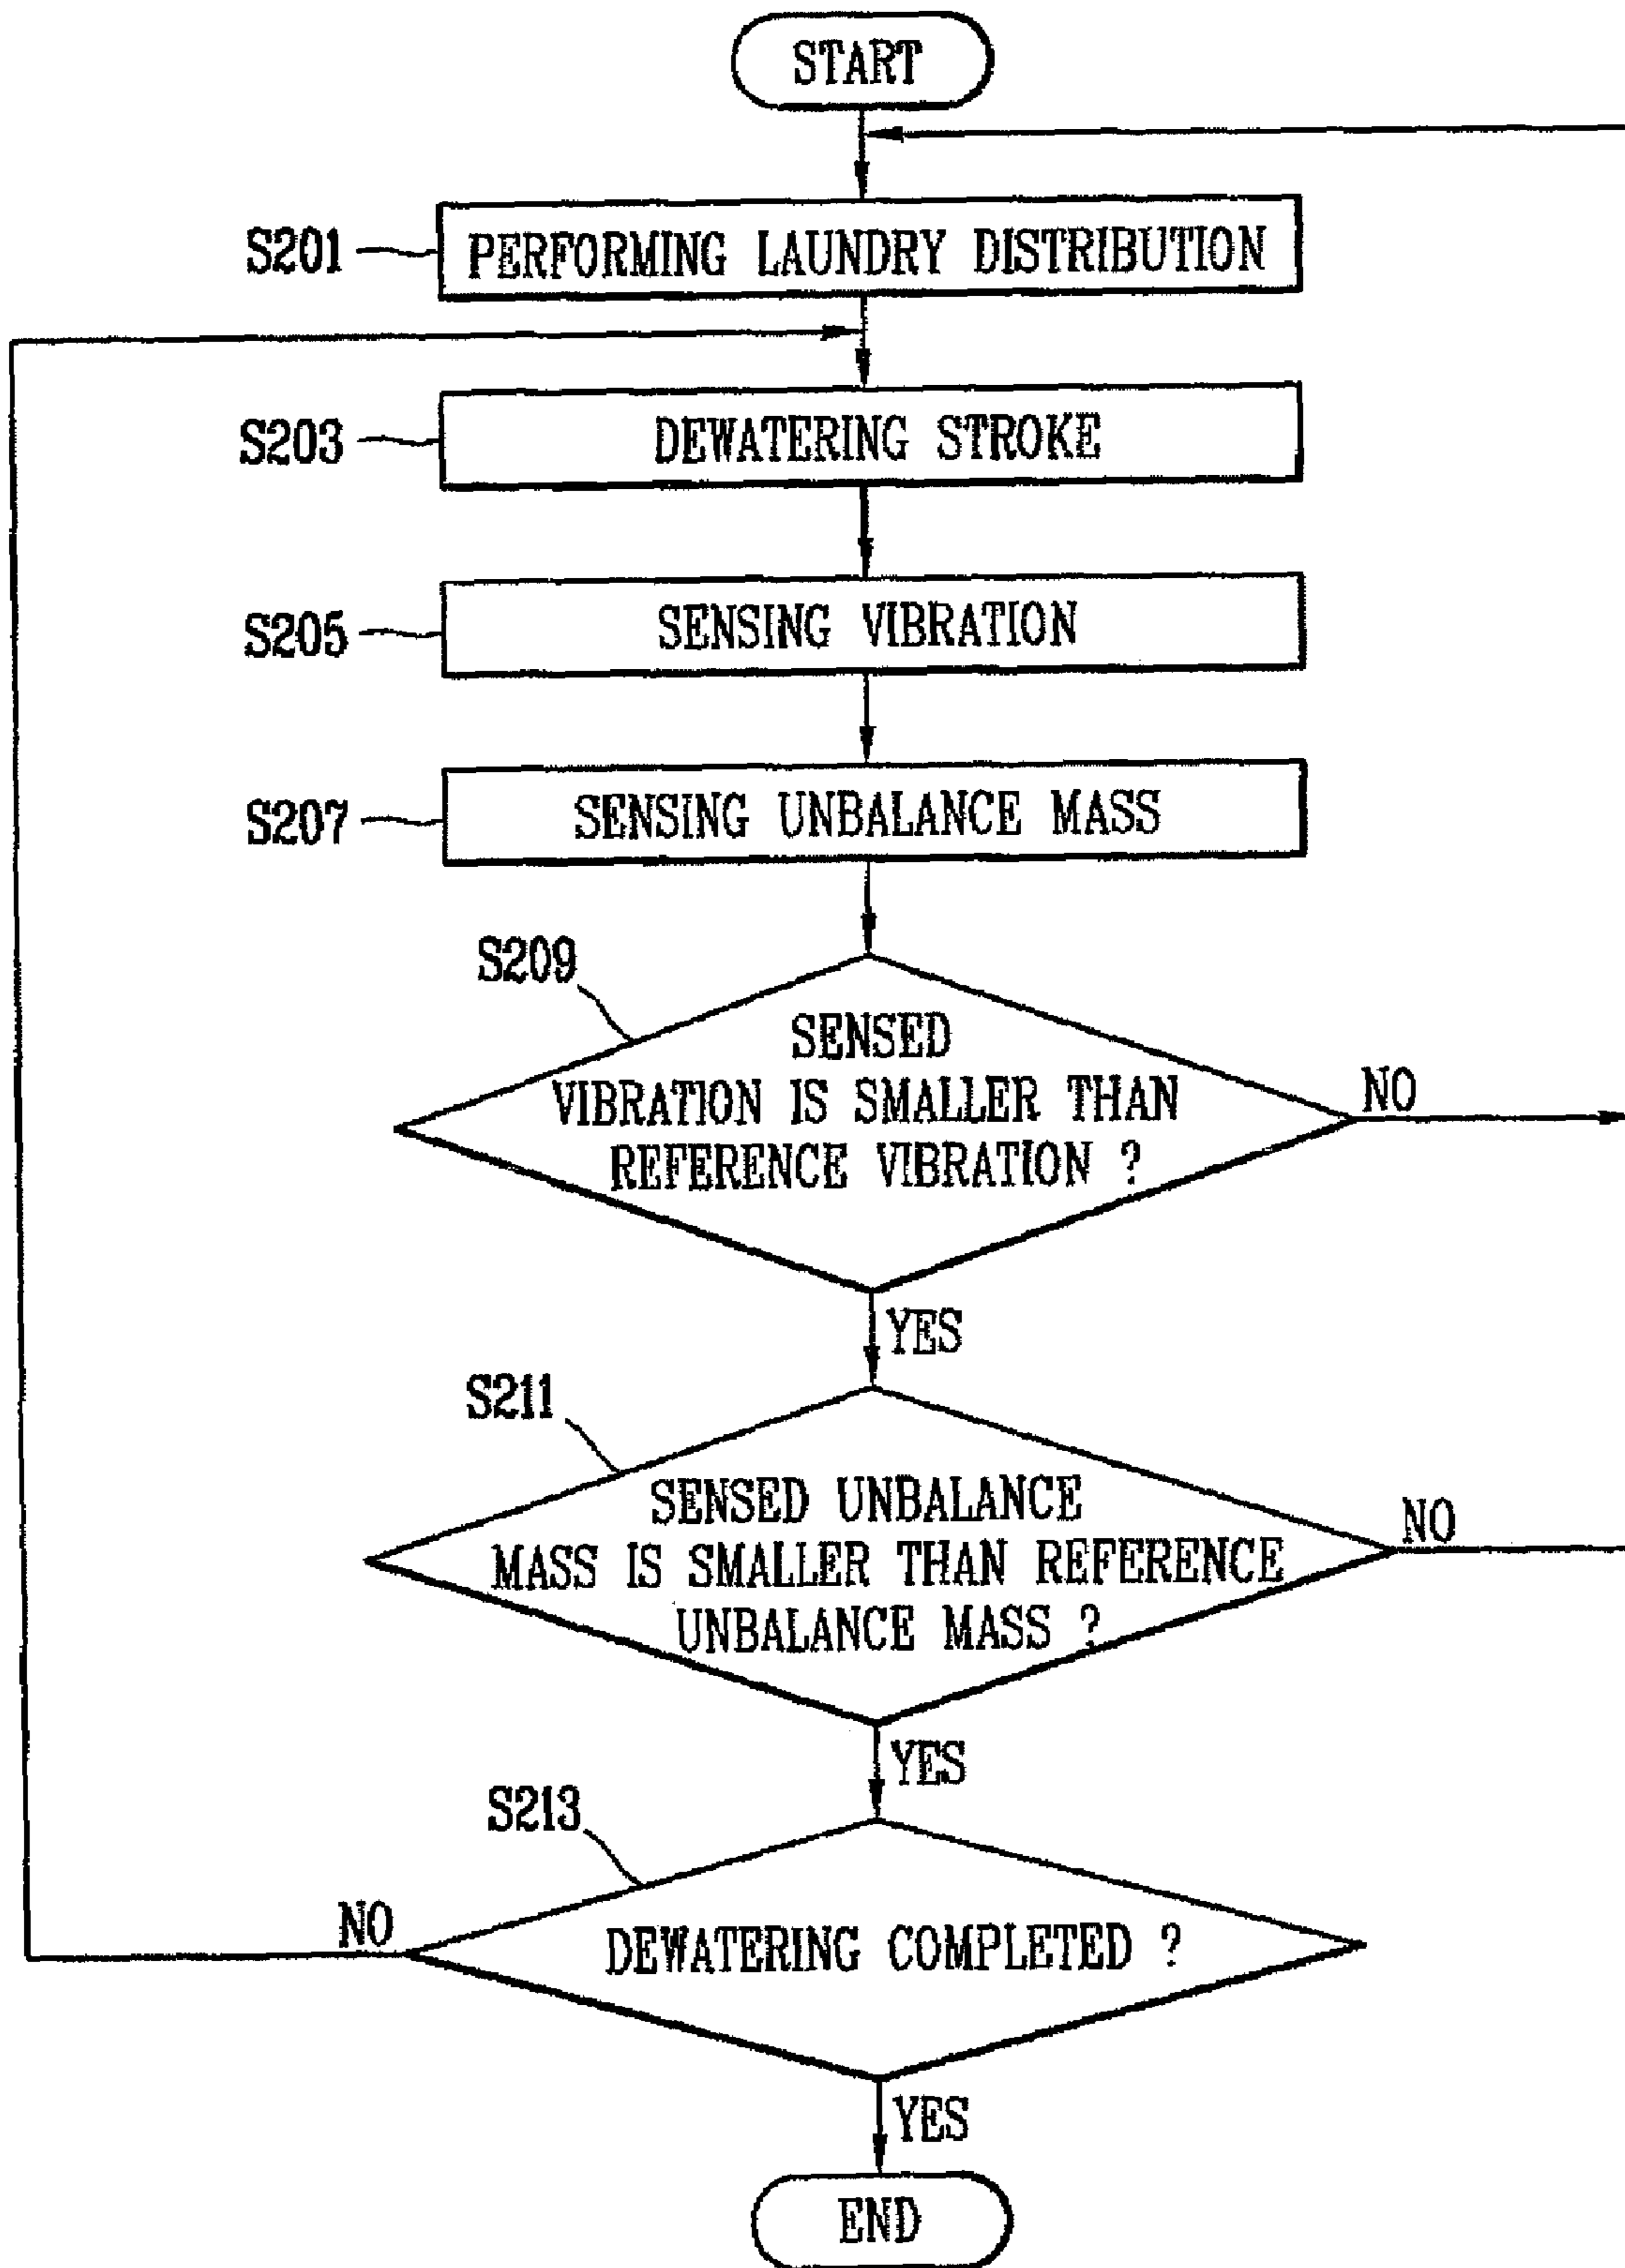 START
S201
PERFORMING LAUNDRY DISTRIBUTION
S203
DEWATERING STROKE
S205
SENSING VIBRATION
S207
SENSING UNBALANCE MASS
S209
SENSED
VIBRATION IS SMALLER THAN
REFERENCE VIBRATION ?
NO
YES
S211
SENSED UNBALANCE
MASS IS SMALLER THAN REFERENCE
UNBALANCE MASS ?
NO
YES
S213
NO
DEWATERING COMPLETED ?
YES
END